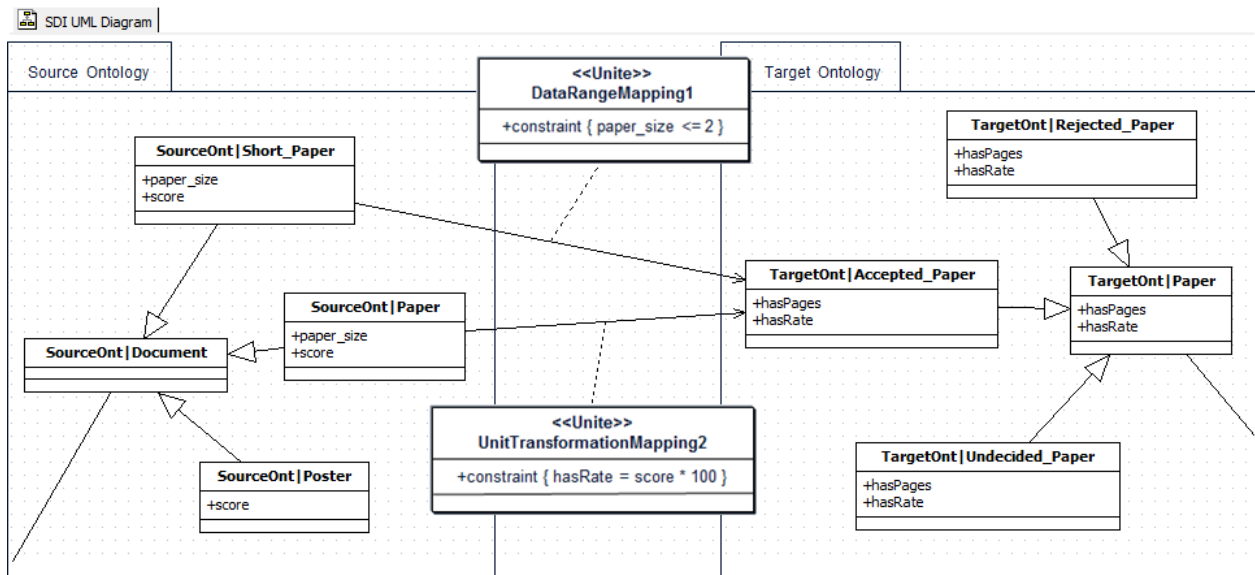 SDI UML Diagram
Source Ontology
<<Unite>>
DataRangeMapping1
+constraint { paper_size <= 2 }
Target Ontology
SourceOnt|Short_Paper
+paper_size
+score
TargetOnt|Rejected_Paper
+hasPages
+hasRate
SourceOnt|Paper
+paper_size
+score
TargetOnt|Accepted_Paper
+hasPages
+hasRate
TargetOnt|Paper
+hasPages
+hasRate
SourceOnt|Document
<<Unite>>
UnitTransformationMapping2
+constraint { hasRate = score * 100 }
SourceOnt|Poster
+score
TargetOnt|Undecided_Paper
+hasPages
+hasRate